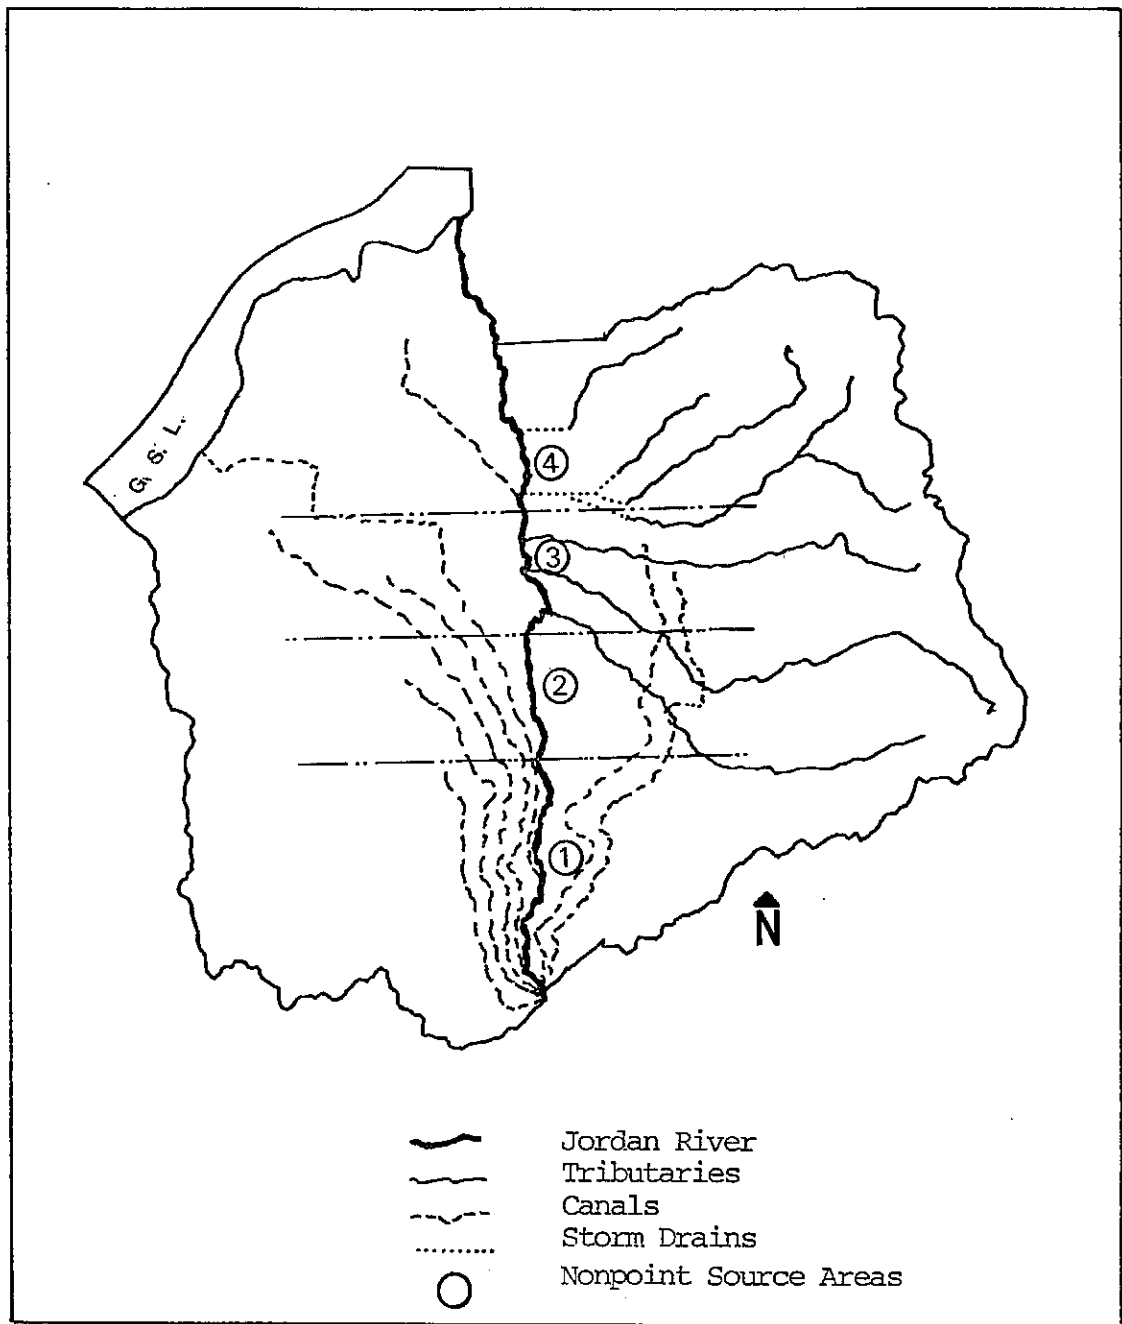 G. S. L.
4
3
2
1
N
Jordan River
Tributaries
Canals
Storm Drains
Nonpoint Source Areas